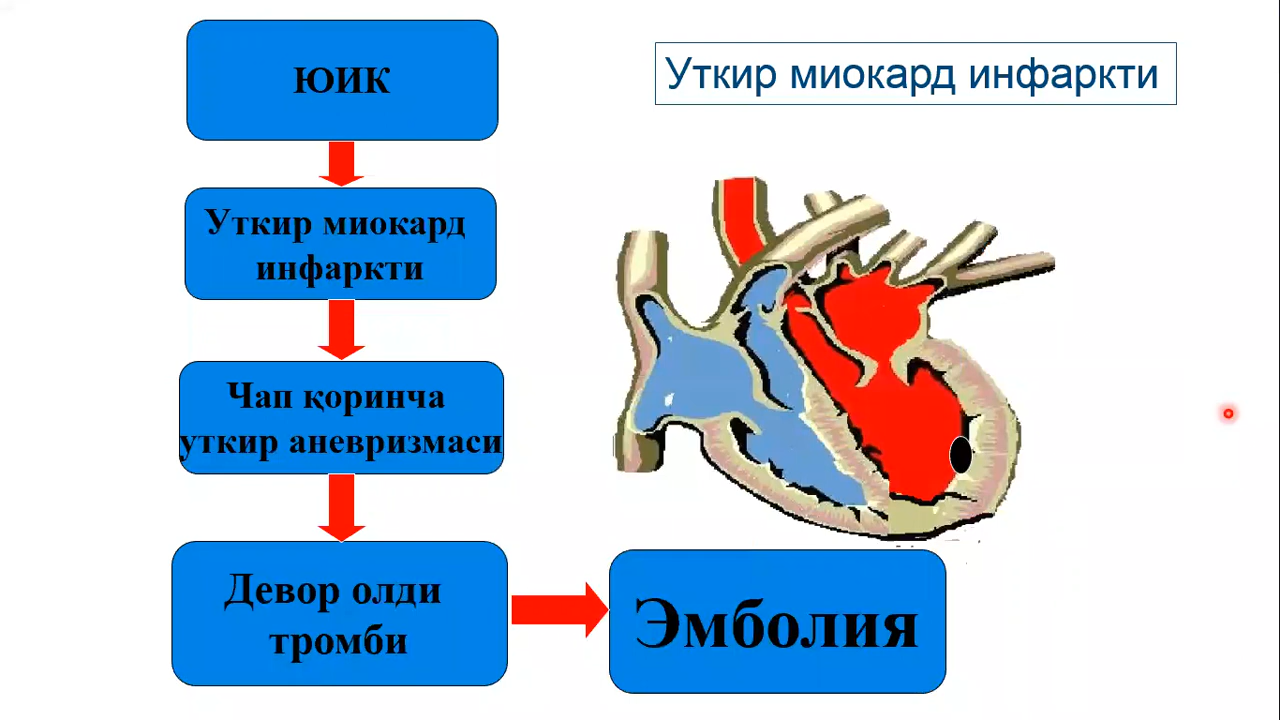 Уткир миокард инфаркти
ЮИК
Уткир миокард
инфаркти
Чап қоринча
уткир аневризмаси
Девор олди
тромби
Эмболия